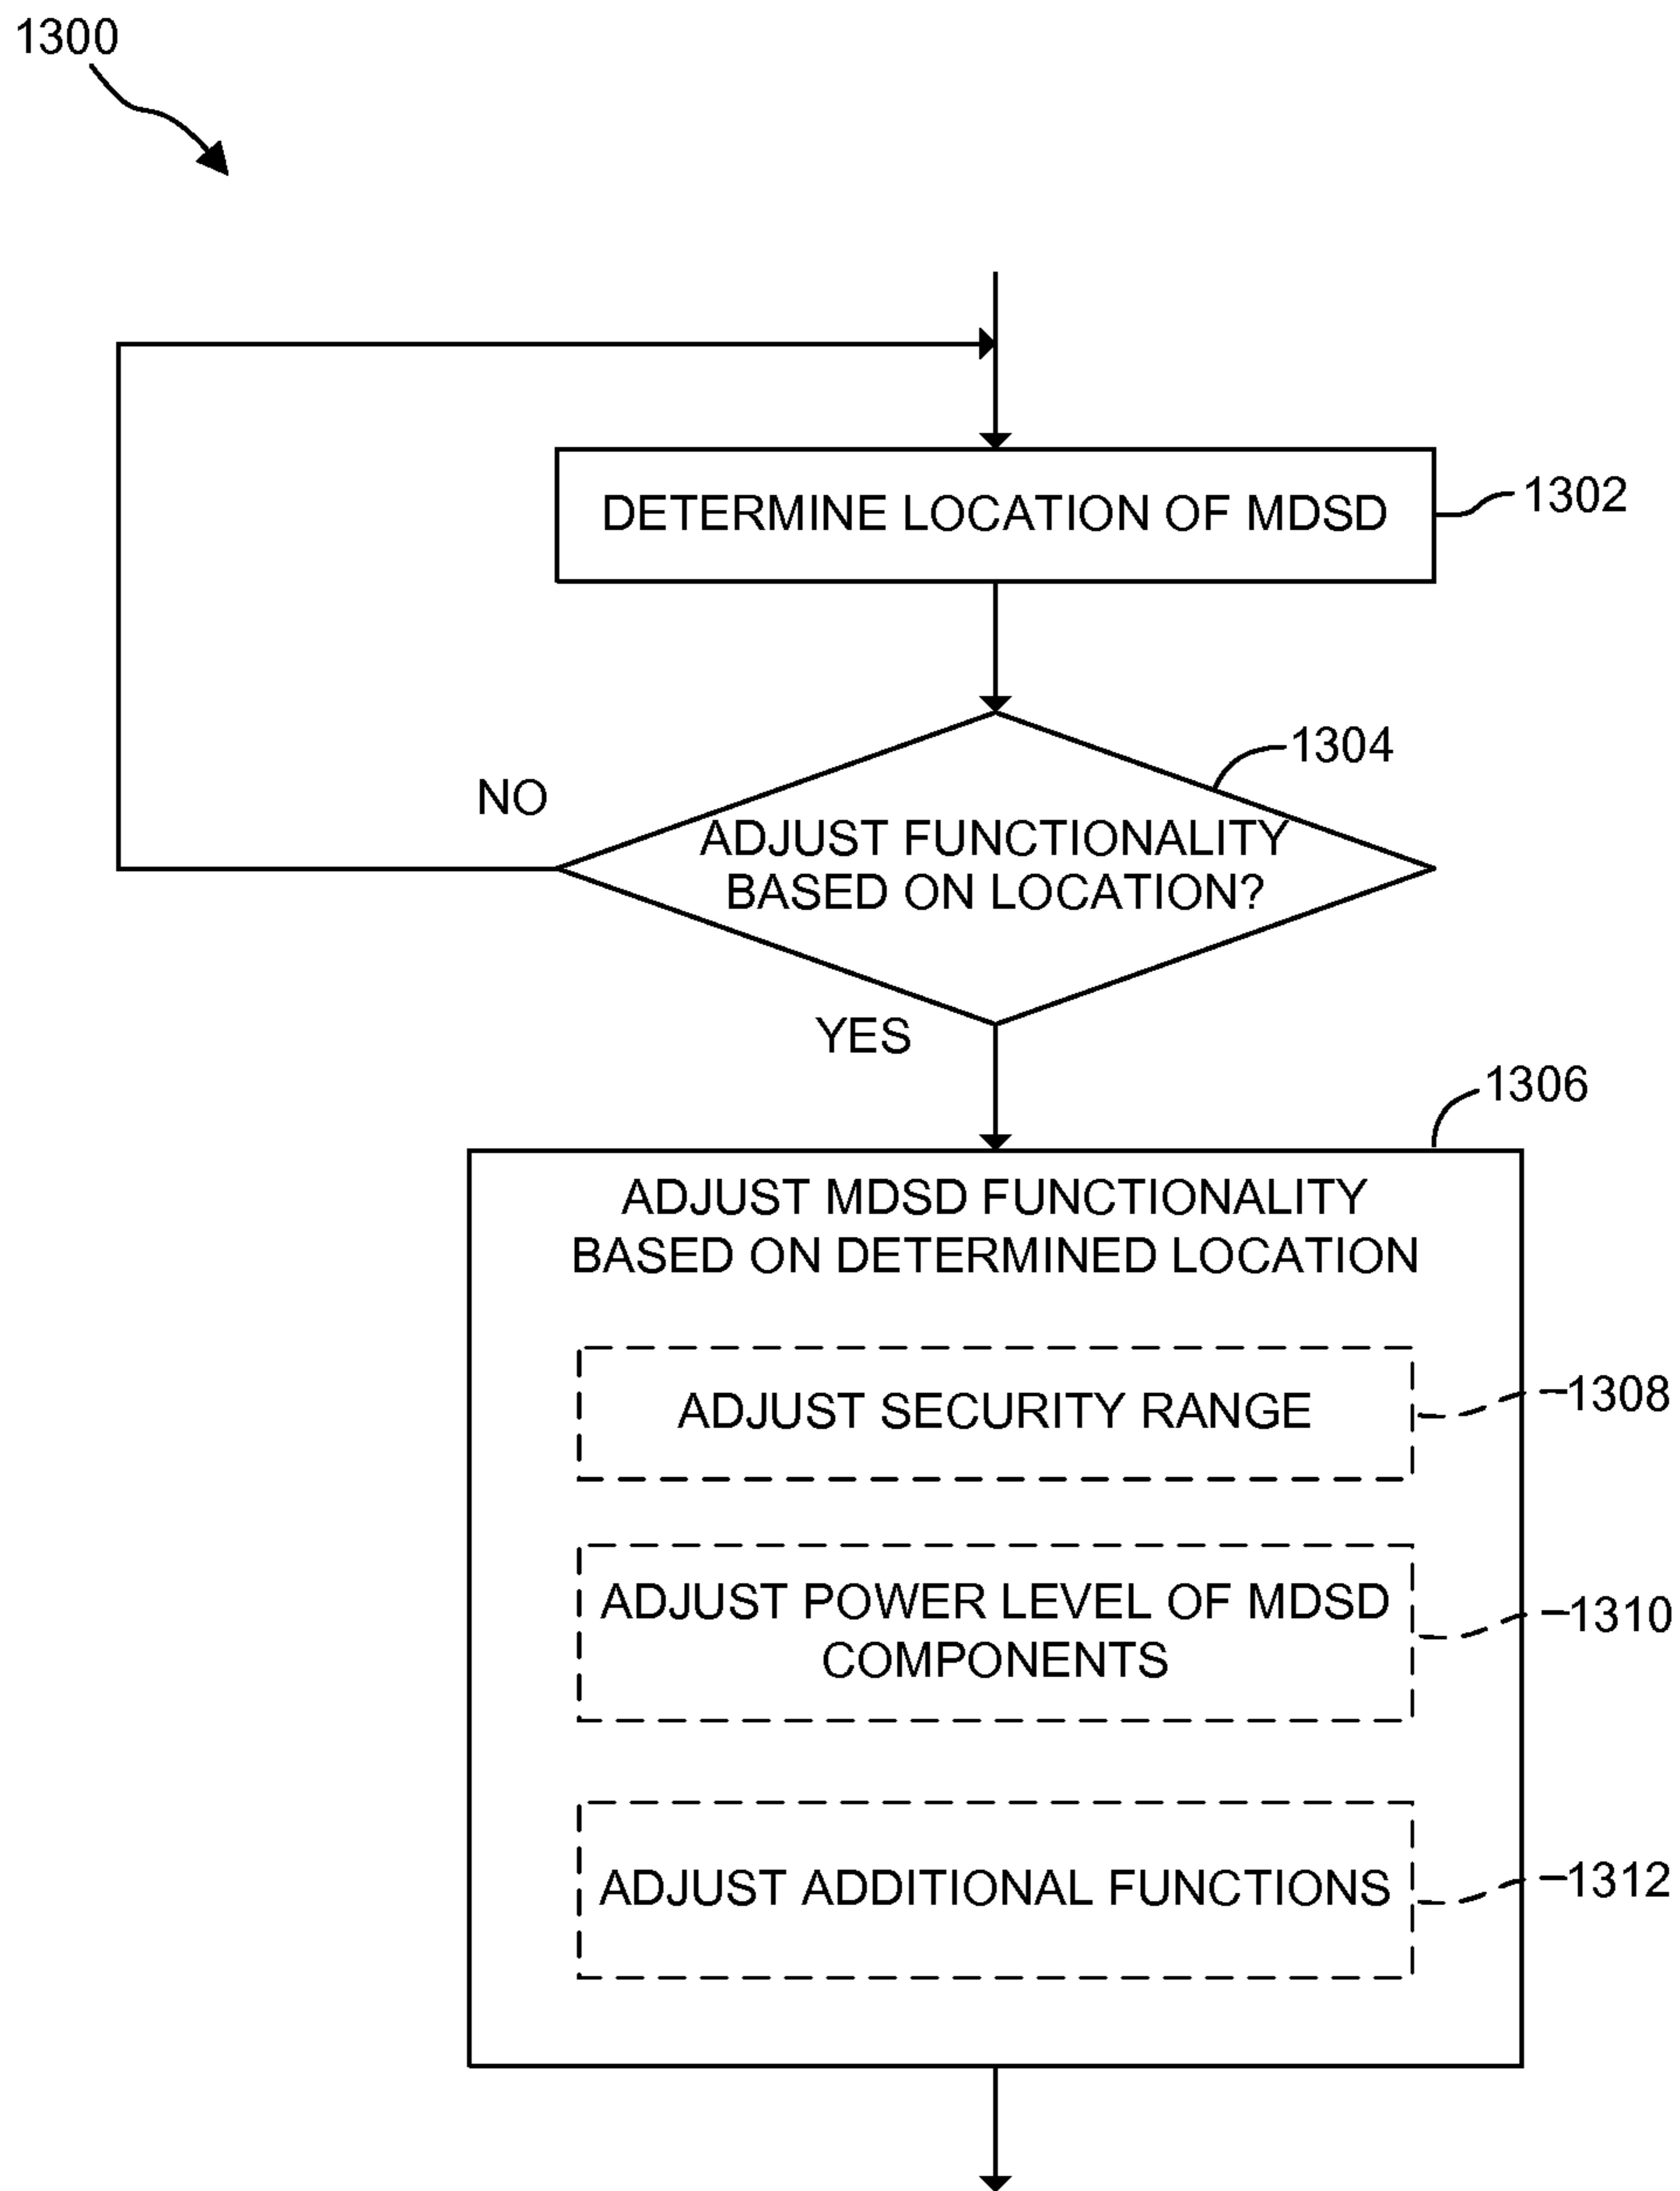 1300
DETERMINE LOCATION OF MDSD
1302
1304
NO
ADJUST FUNCTIONALITY
BASED ON LOCATION?
YES
1306
ADJUST MDSD FUNCTIONALITY
BASED ON DETERMINED LOCATION
ADJUST SECURITY RANGE
1308
ADJUST POWER LEVEL OF MDSD
COMPONENTS
1310
ADJUST ADDITIONAL FUNCTIONS
1312